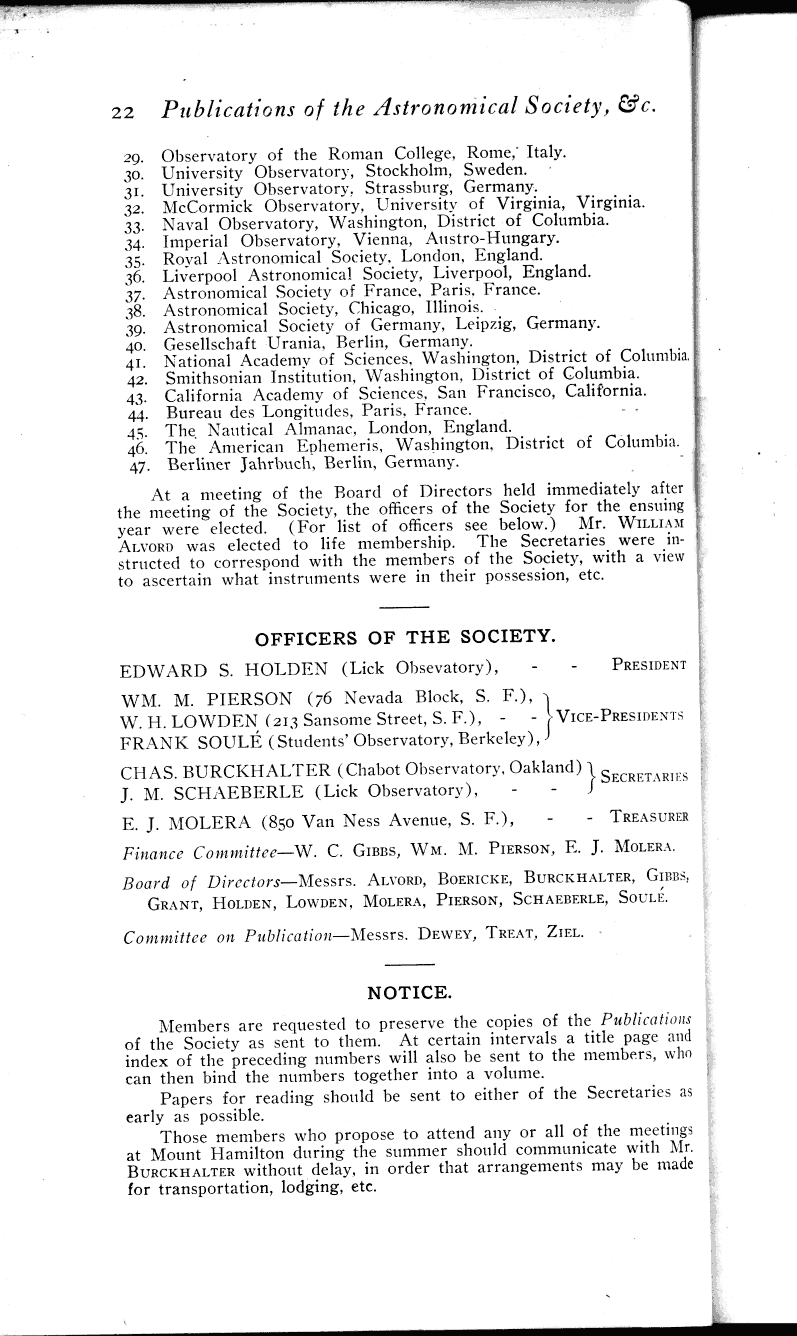 22 Publications of the Astronomical Society, &c.
29. Observatory of the Roman College, Rome, Italy.
30. University Observatory, Stockholm, Sweden.
31. University Observatory, Strassburg, Germany.
32. McCormick Observatory, University of Virginia, Virginia.
33. Naval Observatory, Washington, District of Columbia.
34. Imperial Observatory, Vienna, Austro-Hungary.
35. Royal Astronomical Society, London, England.
36. Liverpool Astronomical Society, Liverpool, England.
37. Astronomical Society of France, Paris, France.
38. Astronomical Society, Chicago, Illinois.
39. Astronomical Society of Germany, Leipzig, Germany.
40. Gesellschaft Urania, Berlin, Germany.
41. National Academy of Sciences, Washington, District of Columbia.
42. Smithsonian Institution, Washington, District of Columbia.
43. California Academy of Sciences, San Francisco, California.
44. Bureau des Longitudes, Paris, France.
45. The Nautical Almanac, London, England.
46. The American Ephemeris, Washington, District of Columbia.
47. Berliner Jahrbuch, Berlin, Germany.
At a meeting of the Board of Directors held immediately after
the meeting of the Society, the officers of the Society for the ensuing
year were elected. (For list of officers see below.) Mr. WILLIAM
ALVORD was elected to life membership. The Secretaries were in-
structed to correspond with the members of the Society, with a view
to ascertain what instruments were in their possession, etc.
OFFICERS OF THE SOCIETY.
EDWARD S. HOLDEN (Lick Obsevatory), - - PRESIDENT
WM. M. PIERSON (76 Nevada Block, S. F.),
W. H. LOWDEN (213 Sansome Street, S. F.), - - VICE-PRESIDENTS
FRANK SOULÉ (Students' Observatory, Berkeley),
CHAS. BURCKHALTER (Chabot Observatory, Oakland) SECRETARIES
J. M. SCHAEBERLE (Lick Observatory), - -
E. J. MOLERA (850 Van Ness Avenue, S. F.), - - TREASURER
Finance Committee—W. C. GIBBS, WM. M. PIERSON, E. J. MOLERA.
Board of Directors—Messrs. ALVORD, BOERICKE, BURCKHALTER, GIBBS,
GRANT, HOLDEN, LOWDEN, MOLERA, PIERSON, SCHAEBERLE, SOULÉ.
Committee on Publication—Messrs. DEWEY, TREAT, ZIEL.
NOTICE.
Members are requested to preserve the copies of the Publications
of the Society as sent to them. At certain intervals a title page and
index of the preceding numbers will also be sent to the members, who
can then bind the numbers together into a volume.
Papers for reading should be sent to either of the Secretaries as
early as possible.
Those members who propose to attend any or all of the meetings
at Mount Hamilton during the summer should communicate with Mr.
BURCKHALTER without delay, in order that arrangements may be made
for transportation, lodging, etc.